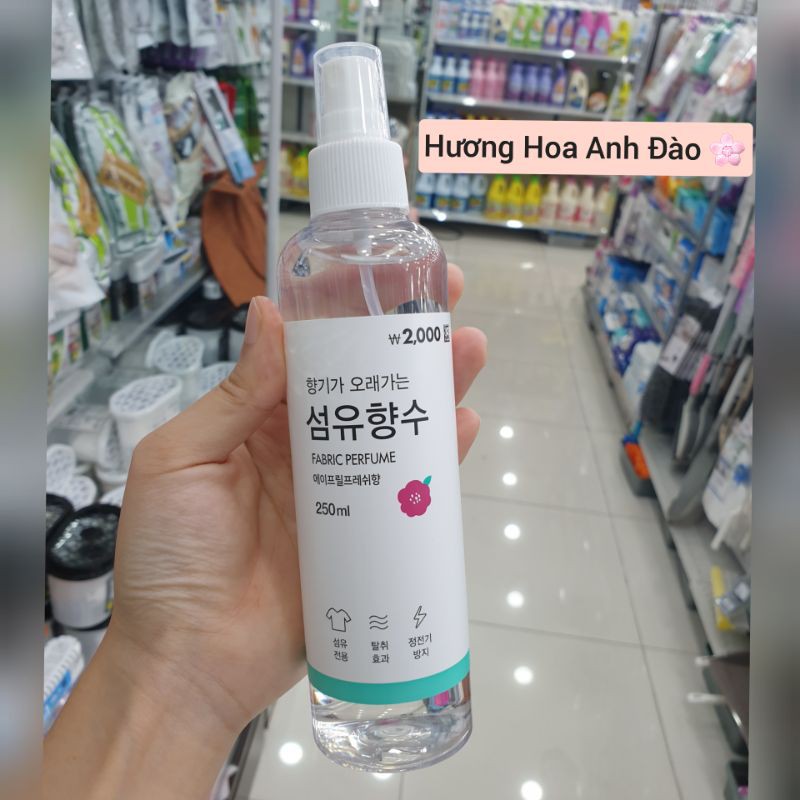 Hương Hoa Anh Đào
₩2,000
향기가 오래가는
섬유향수
FABRIC PERFUME
에이프릴프레쉬향
250ml
섬유
전용
탈취
효과
정전기
방지